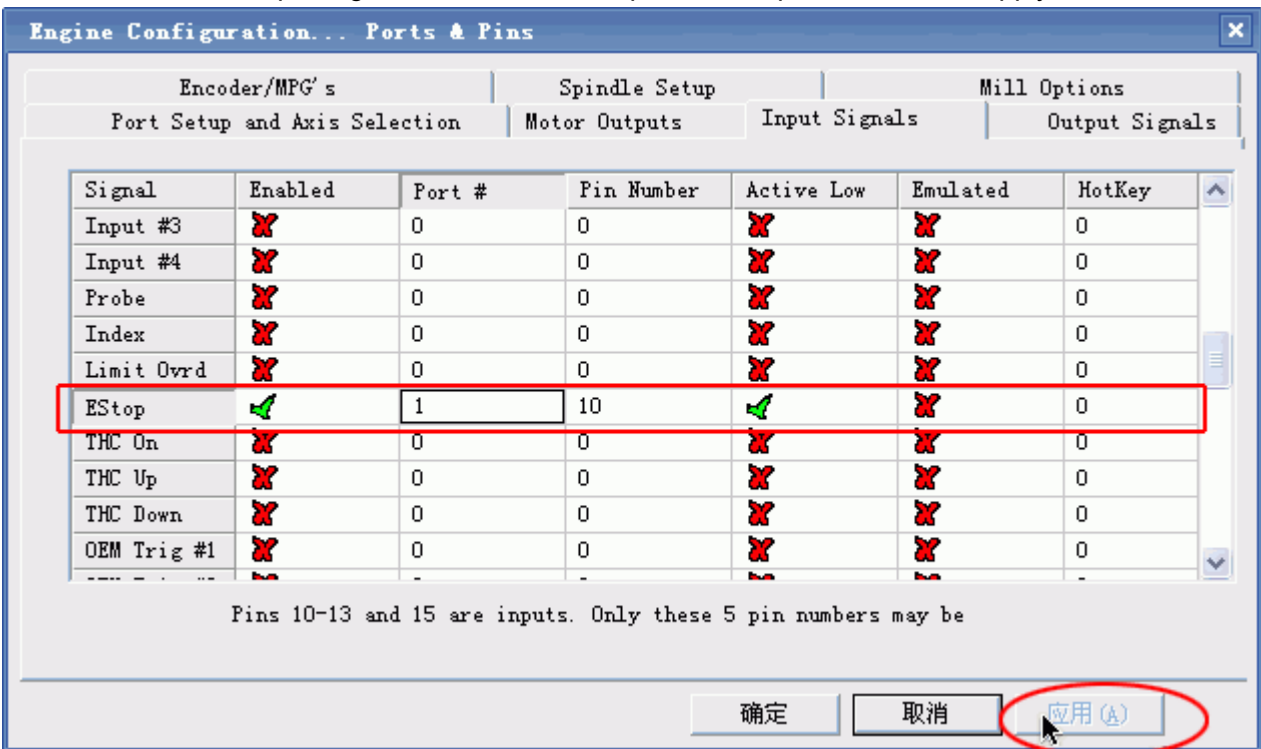 Engine Configuration... Ports & Pins
Encoder/MPG's Spindle Setup Mill Options
Port Setup and Axis Selection Motor Outputs Input Signals Output Signals
Signal Enabled Port # Pin Number Active Low Emulated HotKey
Input #3 0 0 0
Input #4 0 0 0
Probe 0 0 0
Index 0 0 0
Limit Ovrd 0 0 0
EStop 1 10 0
THC On 0 0 0
THC Up 0 0 0
THC Down 0 0 0
OEM Trig #1 0 0 0
Pins 10-13 and 15 are inputs. Only these 5 pin numbers may be
确定 取消 应用(A)